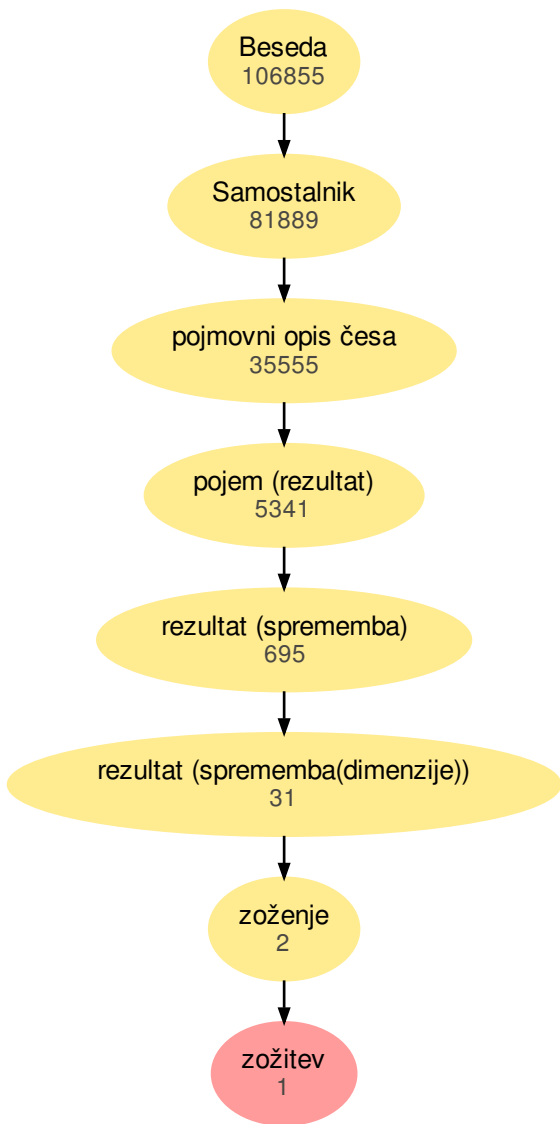 Beseda
106855
Samostalnik
81889
pojmovni opis česa
35555
pojem (rezultat)
5341
rezultat (sprememba)
695
rezultat (sprememba(dimenzije))
31
zoženje
2
zožitev
1